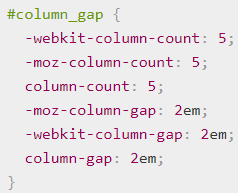 #column_gap {
-webkit-column-count: 5;
-moz-column-count: 5;
column-count: 5;
-moz-column-gap: 2em;
-webkit-column-gap: 2em;
column-gap: 2em;
}